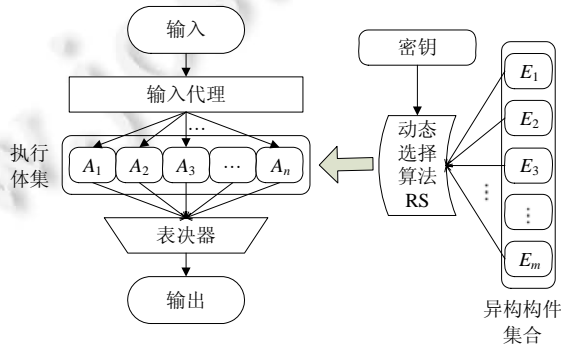 输入
输入代理
…
执行
体集
A1 A2 A3 … An
表决器
输出
密钥
动态
选择
算法
RS
E1
E2
E3
…
…
Em
异构构件
集合